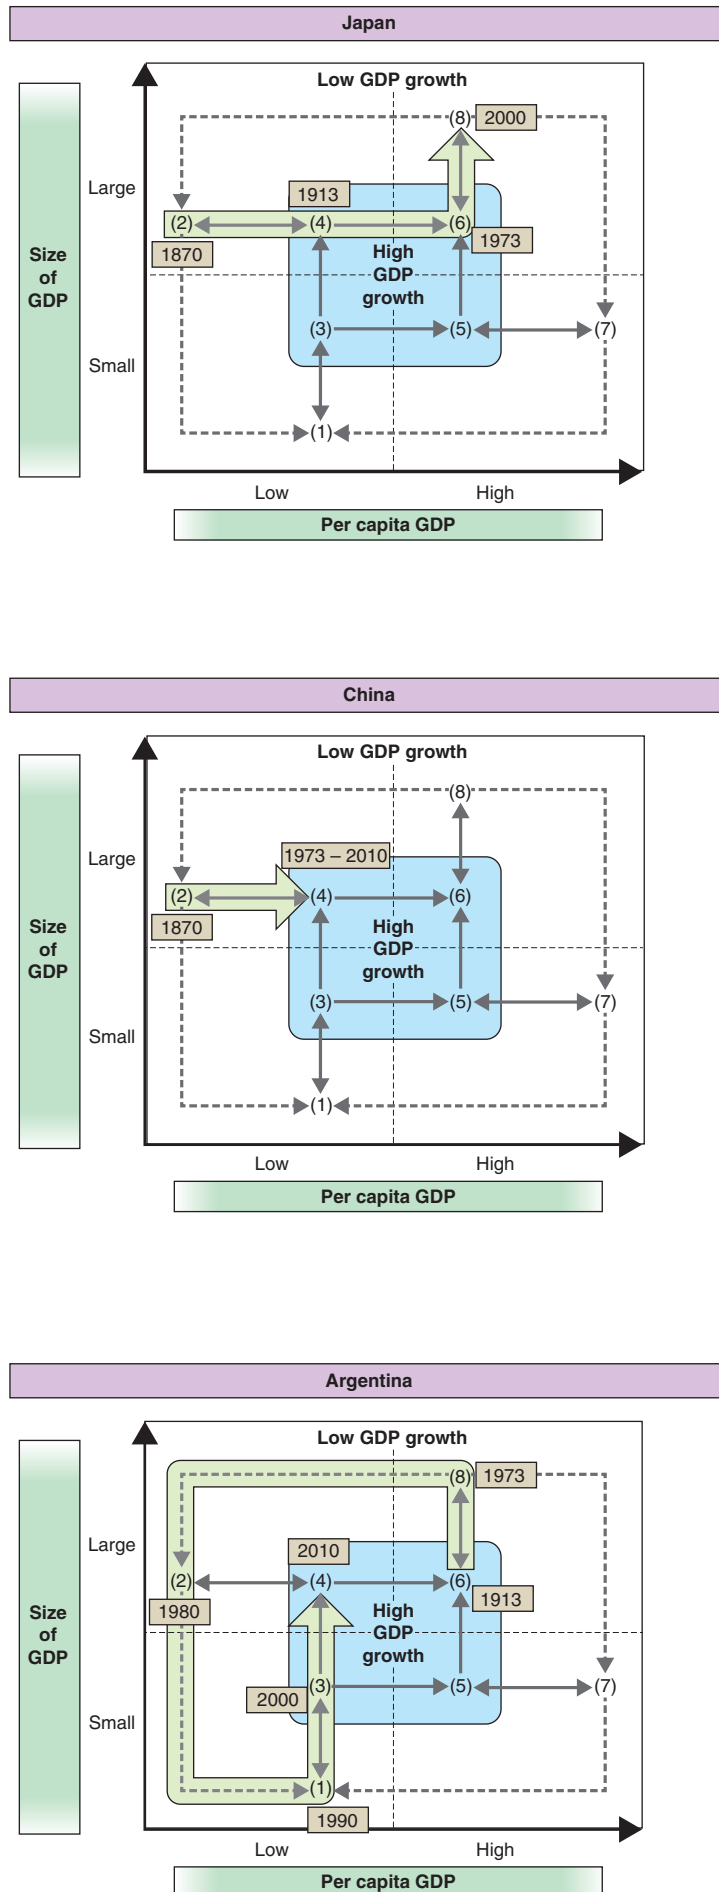 Japan
Low GDP growth
(8) 2000
Large
1913
(2) (4) (6)
1870
1973
Size
of
GDP
High
GDP
growth
(3) (5) (7)
Small
(1)
Low High
Per capita GDP
China
Low GDP growth
(8)
Large
1973 – 2010
(2) (4) (6)
1870
Size
of
GDP
High
GDP
growth
(3) (5) (7)
Small
(1)
Low High
Per capita GDP
Argentina
Low GDP growth
(8) 1973
Large
2010
(2) (4) (6)
1980
1913
Size
of
GDP
High
GDP
growth
2000
(3) (5) (7)
Small
(1)
1990
Low High
Per capita GDP